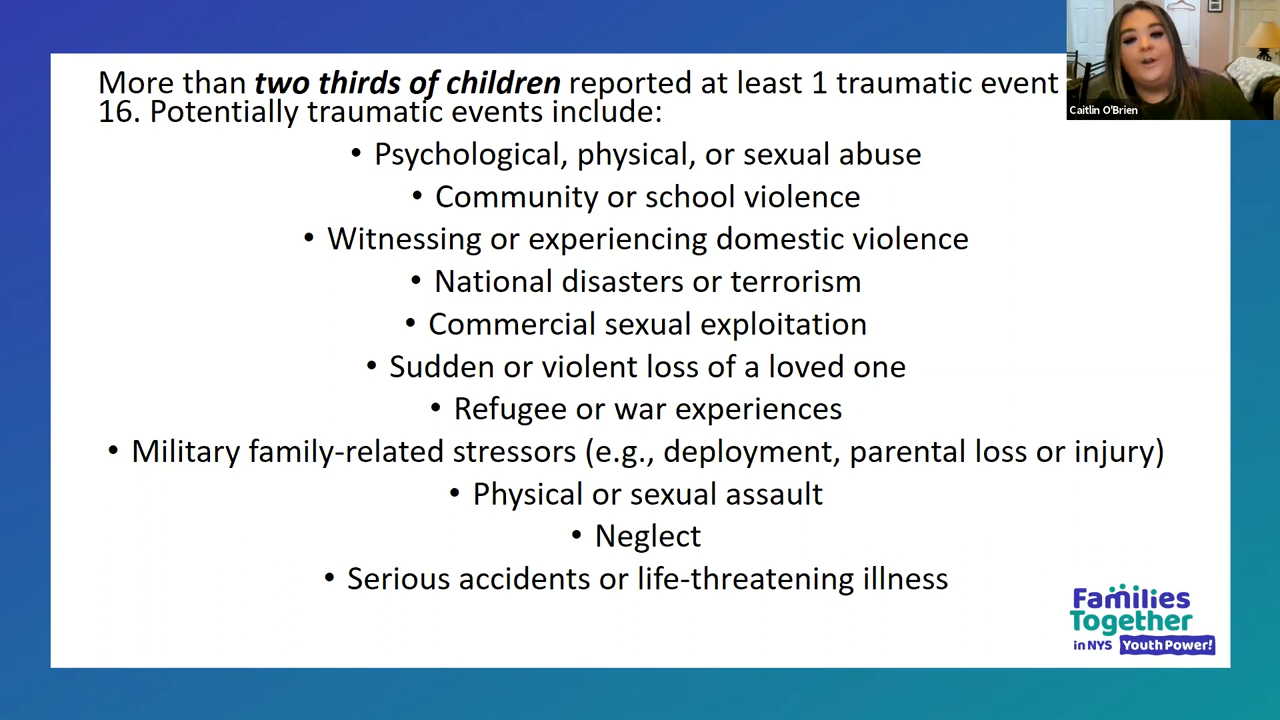 More than two thirds of children reported at least 1 traumatic event
16. Potentially traumatic events include:
• Psychological, physical, or sexual abuse
• Community or school violence
• Witnessing or experiencing domestic violence
• National disasters or terrorism
• Commercial sexual exploitation
• Sudden or violent loss of a loved one
• Refugee or war experiences
• Military family-related stressors (e.g., deployment, parental loss or injury)
• Physical or sexual assault
• Neglect
• Serious accidents or life-threatening illness
Caitlin O'Brien
Families
Together
in NYS YouthPower!